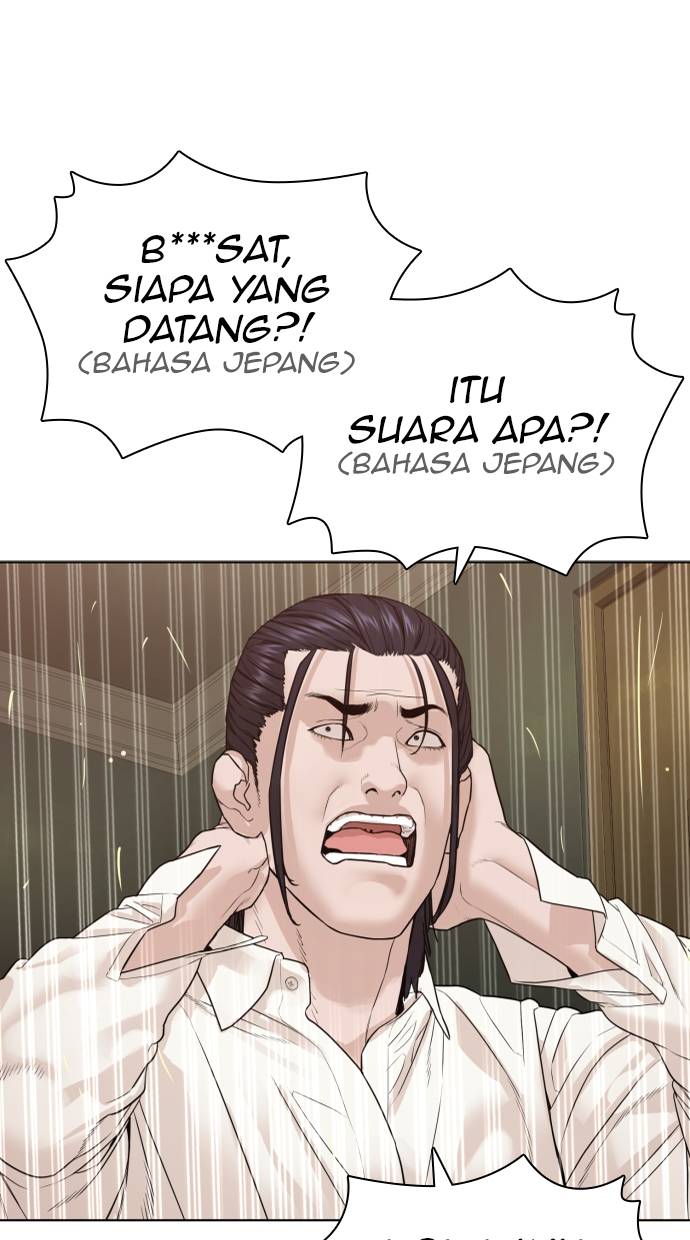 B***SAT,
SIAPA YANG
DATANG?!
(BAHASA JEPANG)
ITU
SUARA APA?!
(BAHASA JEPANG)